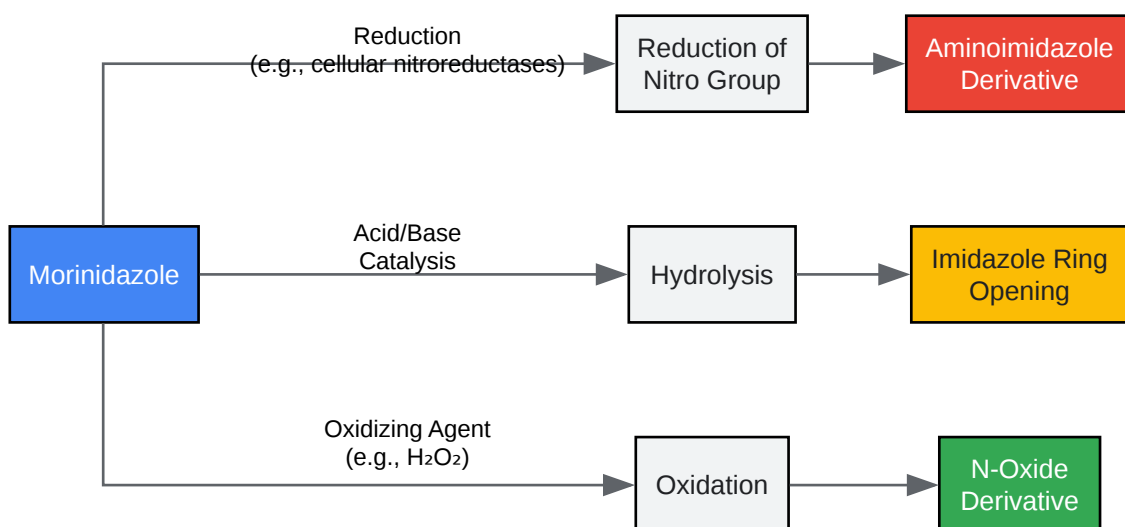 Reduction
(e.g., cellular nitroreductases)
Reduction of
Nitro Group
Aminoimidazole
Derivative
Morinidazole
Acid/Base
Catalysis
Hydrolysis
Imidazole Ring
Opening
Oxidizing Agent
(e.g., H₂O₂)
Oxidation
N-Oxide
Derivative